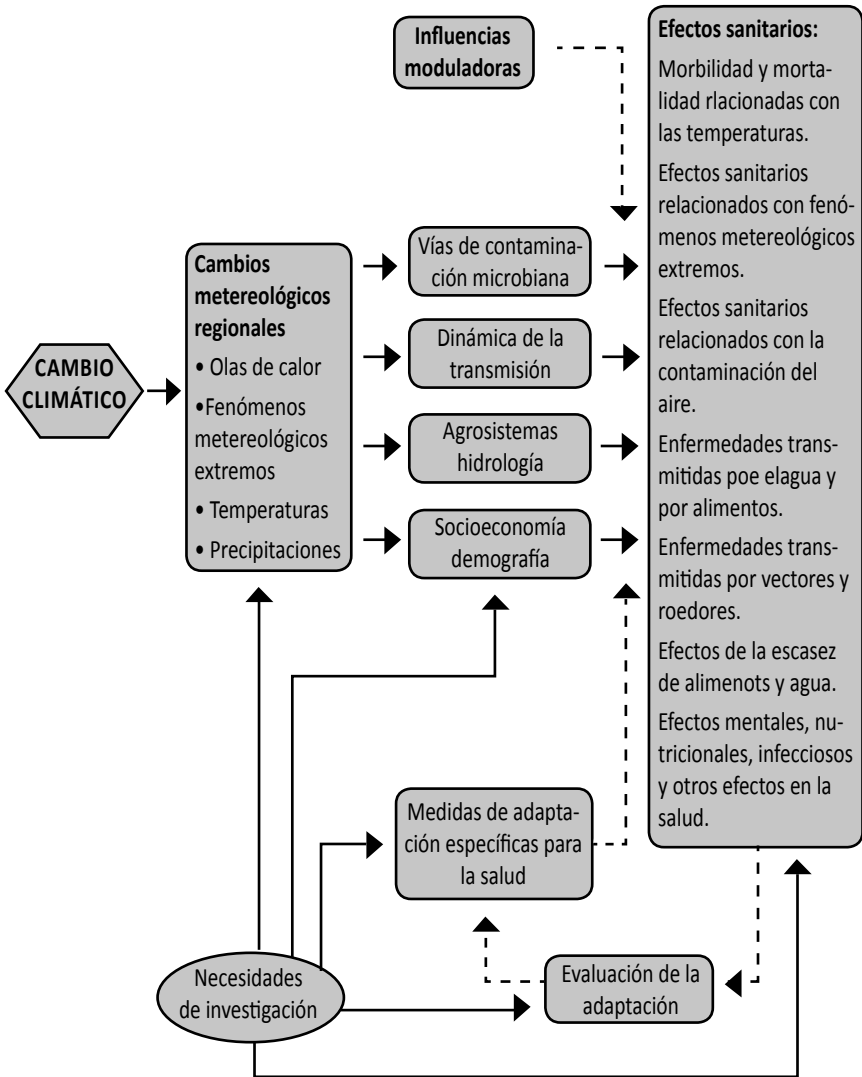 Influencias
moduladoras
CAMBIO
CLIMÁTICO
Cambios
metereológicos
regionales
• Olas de calor
•Fenómenos
metereológicos
extremos
• Temperaturas
• Precipitaciones
Vías de contamina-
ción microbiana
Dinámica de la
transmisión
Agrosistemas
hidrología
Socioeconomía
demografía
Efectos sanitarios:
Morbilidad y morta-
lidad rlacionadas con
las temperaturas.
Efectos sanitarios
relacionados con fenó-
menos metereológicos
extremos.
Efectos sanitarios
relacionados con la
contaminación del
aire.
Enfermedades trans-
mitidas poe elagua y
por alimentos.
Enfermedades trans-
mitidas por vectores y
roedores.
Efectos de la escasez
de alimenots y agua.
Efectos mentales, nu-
tricionales, infecciosos
y otros efectos en la
salud.
Medidas de adapta-
ción específicas para
la salud
Evaluación de la
adaptación
Necesidades
de investigación